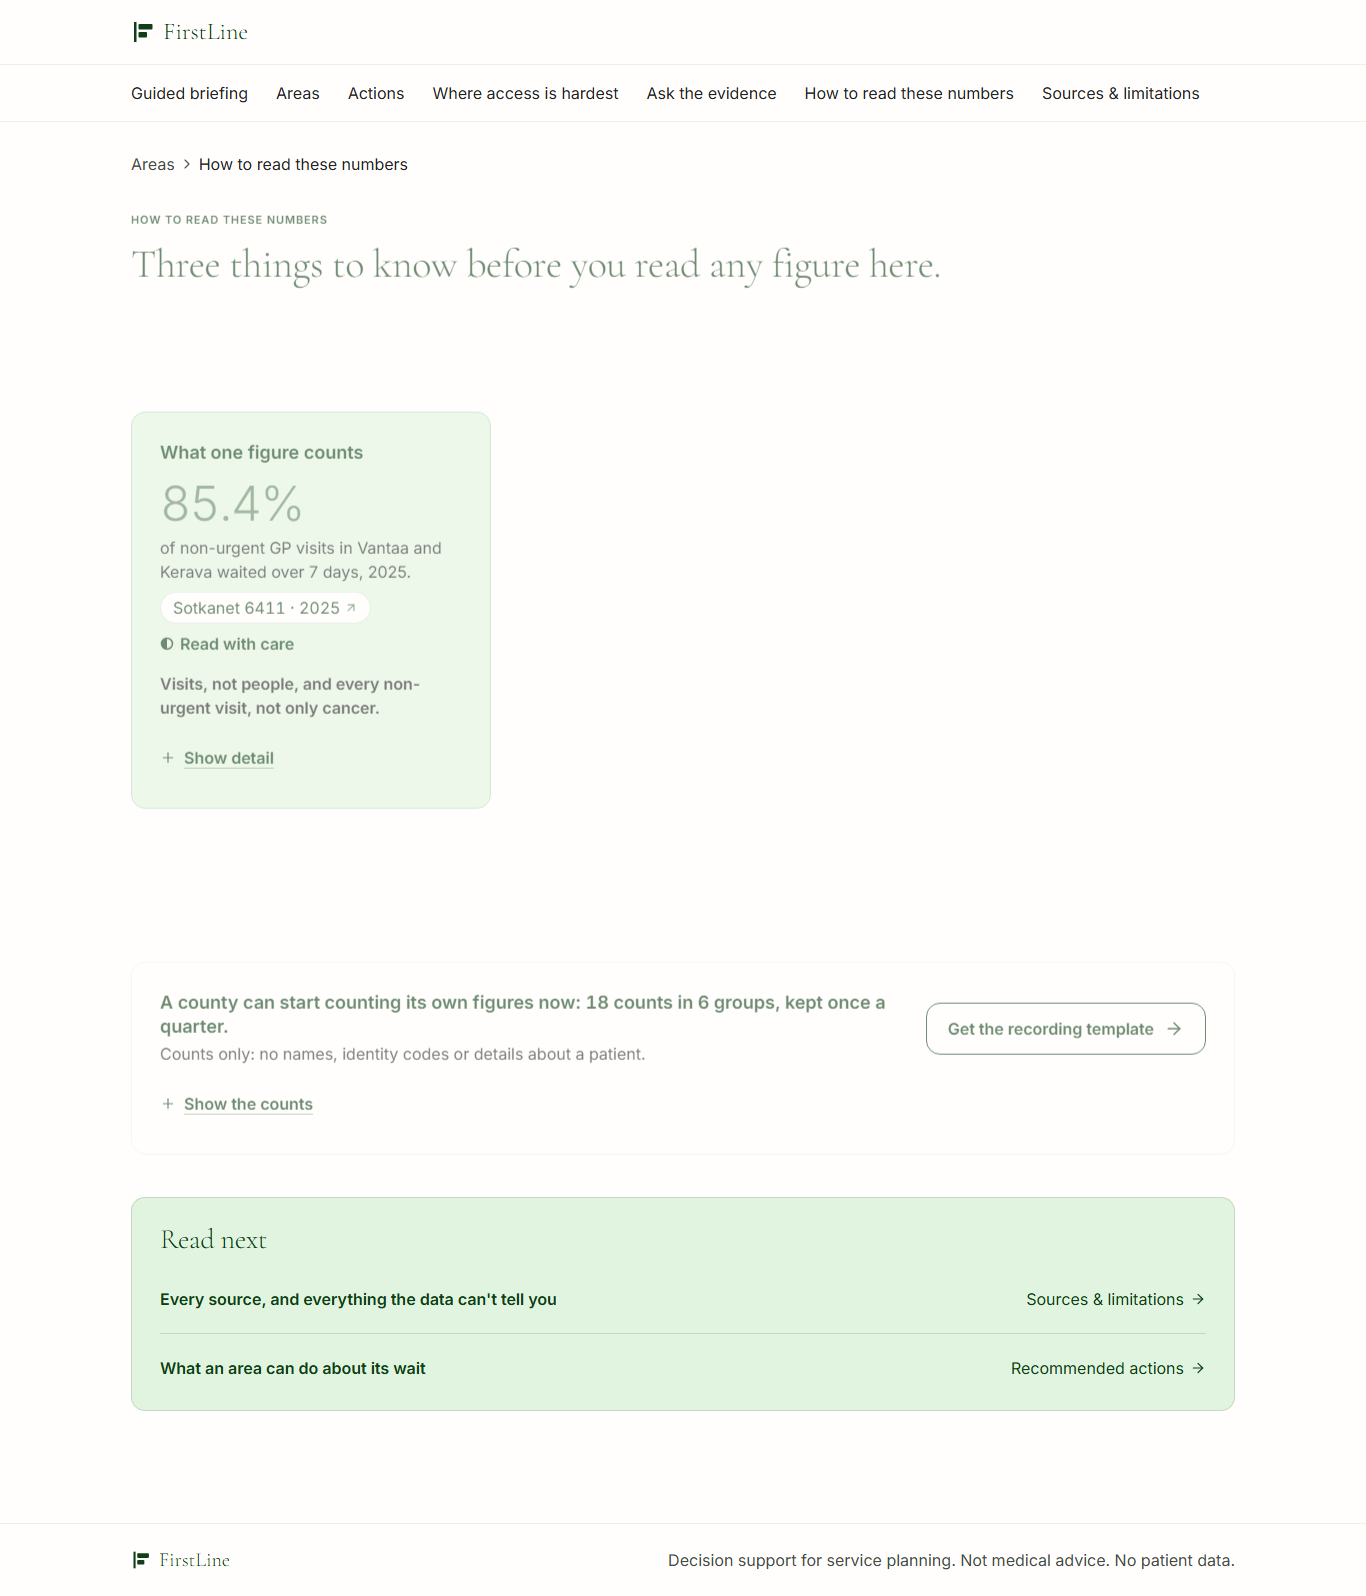 FirstLine
Guided briefing Areas Actions Where access is hardest Ask the evidence How to read these numbers Sources & limitations
Areas > How to read these numbers
HOW TO READ THESE NUMBERS
Three things to know before you read any figure here.
What one figure counts
85.4%
of non-urgent GP visits in Vantaa and
Kerava waited over 7 days, 2025.
Sotkanet 6411 · 2025 ↗
Read with care
Visits, not people, and every non-
urgent visit, not only cancer.
+ Show detail
A county can start counting its own figures now: 18 counts in 6 groups, kept once a
quarter.
Counts only: no names, identity codes or details about a patient.
Get the recording template →
+ Show the counts
Read next
Every source, and everything the data can't tell you
Sources & limitations →
What an area can do about its wait
Recommended actions →
FirstLine
Decision support for service planning. Not medical advice. No patient data.